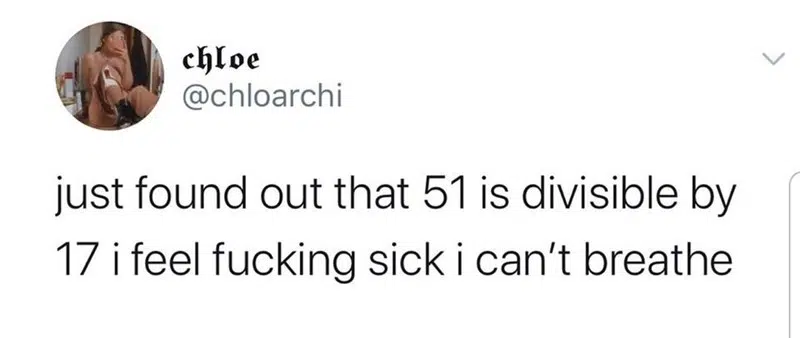 chloe
@chloarchi
just found out that 51 is divisible by
17 i feel fucking sick i can't breathe